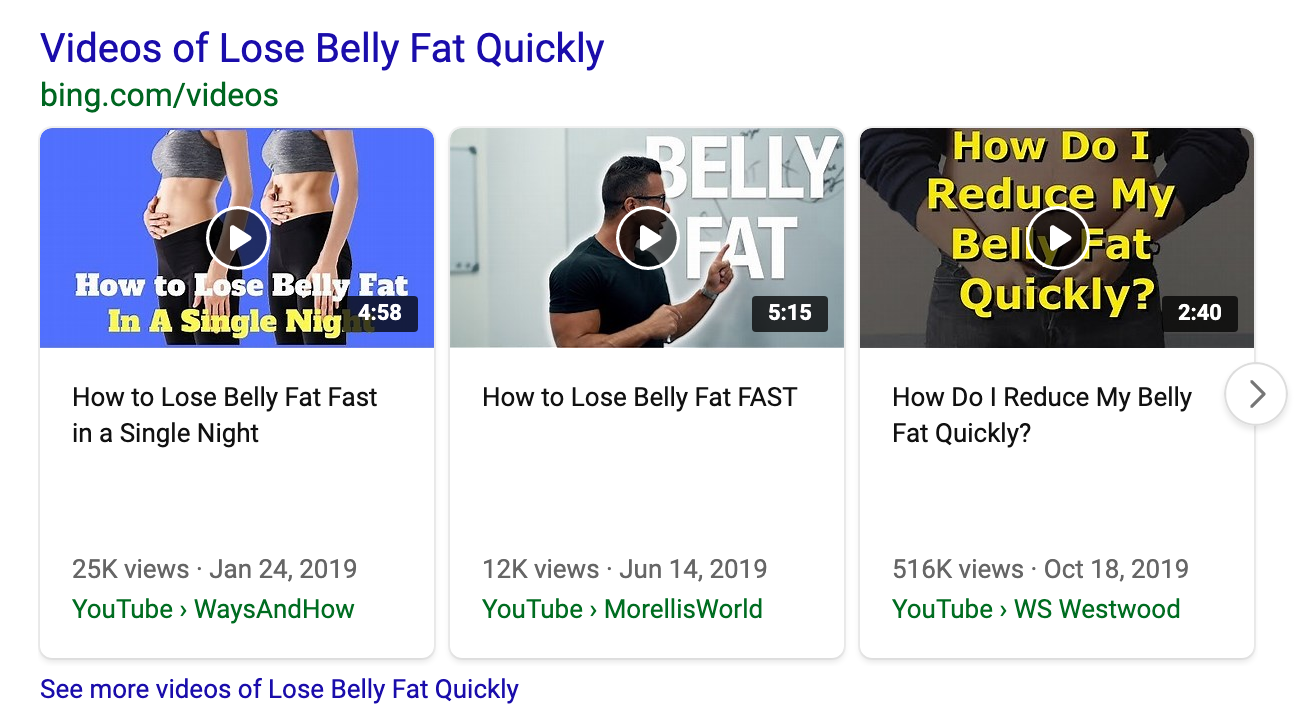 Videos of Lose Belly Fat Quickly
bing.com/videos
How to Lose Belly Fat
In A Single
4:58
BELLY
FAT
5:15
How Do I
Reduce My
Belly Fat
Quickly?
2:40
How to Lose Belly Fat Fast
in a Single Night
25K views · Jan 24, 2019
YouTube › WaysAndHow
How to Lose Belly Fat FAST
12K views · Jun 14, 2019
YouTube › MorellisWorld
How Do I Reduce My Belly
Fat Quickly?
516K views · Oct 18, 2019
YouTube › WS Westwood
See more videos of Lose Belly Fat Quickly